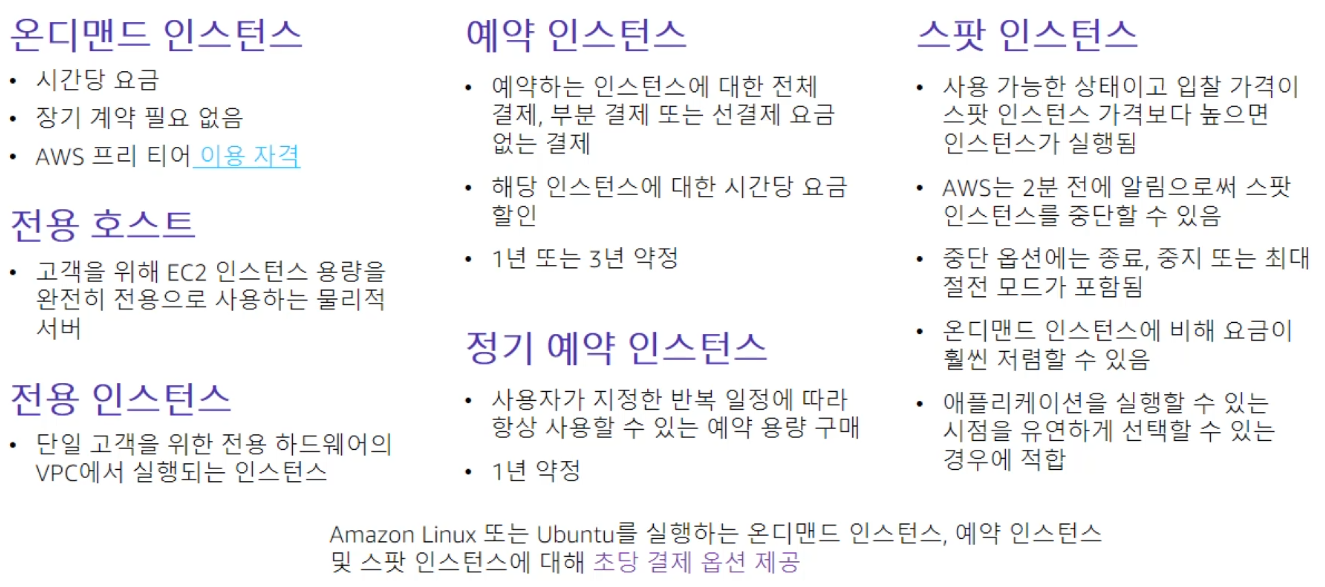 온디맨드 인스턴스
• 시간당 요금
• 장기 계약 필요 없음
• AWS 프리 티어 이용 자격
전용 호스트
• 고객을 위해 EC2 인스턴스 용량을
완전히 전용으로 사용하는 물리적
서버
전용 인스턴스
• 단일 고객을 위한 전용 하드웨어의
VPC에서 실행되는 인스턴스
예약 인스턴스
• 예약하는 인스턴스에 대한 전체
결제, 부분 결제 또는 선결제 요금
없는 결제
• 해당 인스턴스에 대한 시간당 요금
할인
• 1년 또는 3년 약정
정기 예약 인스턴스
• 사용자가 지정한 반복 일정에 따라
항상 사용할 수 있는 예약 용량 구매
• 1년 약정
스팟 인스턴스
• 사용 가능한 상태이고 입찰 가격이
스팟 인스턴스 가격보다 높으면
인스턴스가 실행됨
• AWS는 2분 전에 알림으로써 스팟
인스턴스를 중단할 수 있음
• 중단 옵션에는 종료, 중지 또는 최대
절전 모드가 포함됨
• 온디맨드 인스턴스에 비해 요금이
훨씬 저렴할 수 있음
• 애플리케이션을 실행할 수 있는
시점을 유연하게 선택할 수 있는
경우에 적합
Amazon Linux 또는 Ubuntu를 실행하는 온디맨드 인스턴스, 예약 인스턴스
및 스팟 인스턴스에 대해 초당 결제 옵션 제공